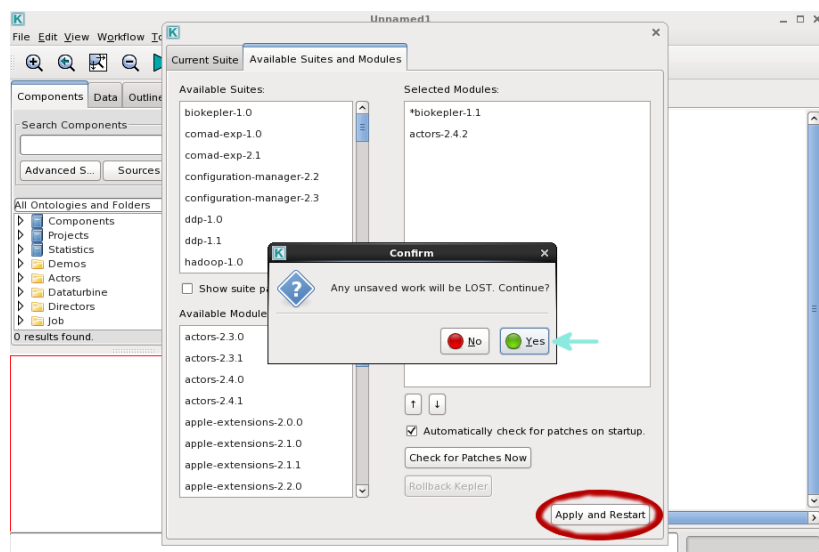 Unnamed1
File Edit View Workflow
Components Data Outline
Search Components
Advanced S... Sources
All Ontologies and Folders
Components
Projects
Statistics
Demos
Actors
Dataturbine
Directors
Job
0 results found.
Current Suite Available Suites and Modules
Available Suites:
biokepler-1.0
comad-exp-1.0
comad-exp-2.1
configuration-manager-2.2
configuration-manager-2.3
ddp-1.0
ddp-1.1
hadoop-1.0
Show suite
Available Module
actors-2.3.0
actors-2.3.1
actors-2.4.0
actors-2.4.1
apple-extensions-2.0.0
apple-extensions-2.1.0
apple-extensions-2.1.1
apple-extensions-2.2.0
Selected Modules:
*biokepler-1.1
actors-2.4.2
Confirm
Any unsaved work will be LOST. Continue?
No Yes
Automatically check for patches on startup.
Check for Patches Now
Rollback Kepler
Apply and Restart